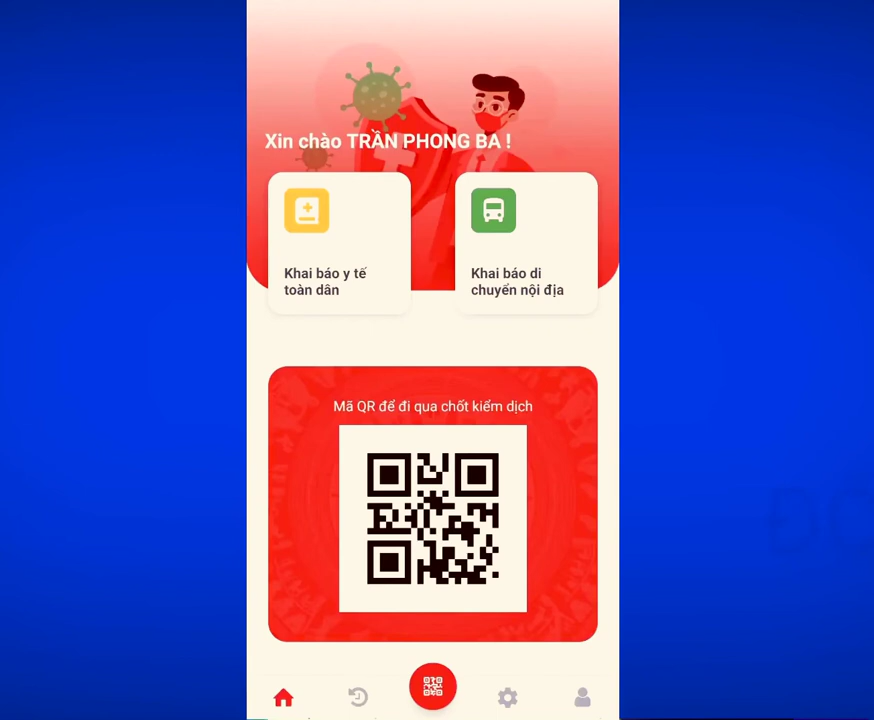 Xin chào TRẦN PHONG BA !
Khai báo y tế
toàn dân
Khai báo di
chuyển nội địa
Mã QR để đi qua chốt kiểm dịch